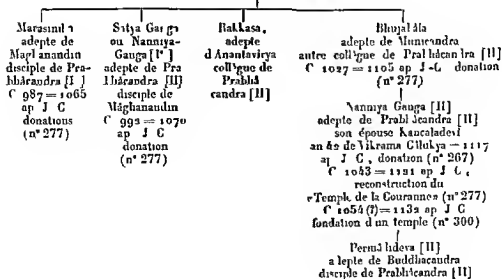 Marasinha
adepte de
Maghanandin
disciple de Pra-
bhâcandra [I]
C 987 = 1065
ap J C
donations
(n° 277)
Satya Ganga
ou Nanniya-
Ganga [I]
adepte de Pra
bhâcandra [II]
disciple de
Mâghanandin
C 992 = 1070
ap J C
donation
(n° 277)
Rakkasa,
adepte
d Anantavirya
collègue de
Prabhâ
candra [II]
Bhujabala
adepte de Municandra
autre collègue de Prabhâcandra [II]
C 1027 = 1105 ap J-C donation
(n° 277)
Nanniya Ganga [II]
adepte de Prabhâcandra [II]
son épouse Kancaladevi
an 42 de Vikrama Câlukya = 1117
ap J C, donation (n° 267)
C 1043 = 1121 ap J C,
reconstruction du
«Temple de la Couronne» (n° 277)
C 1054 (?) = 1132 ap J C
fondation d un temple (n° 300)
Permâdideva [II]
adepte de Buddhacandra
disciple de Prabhâcandra [II]